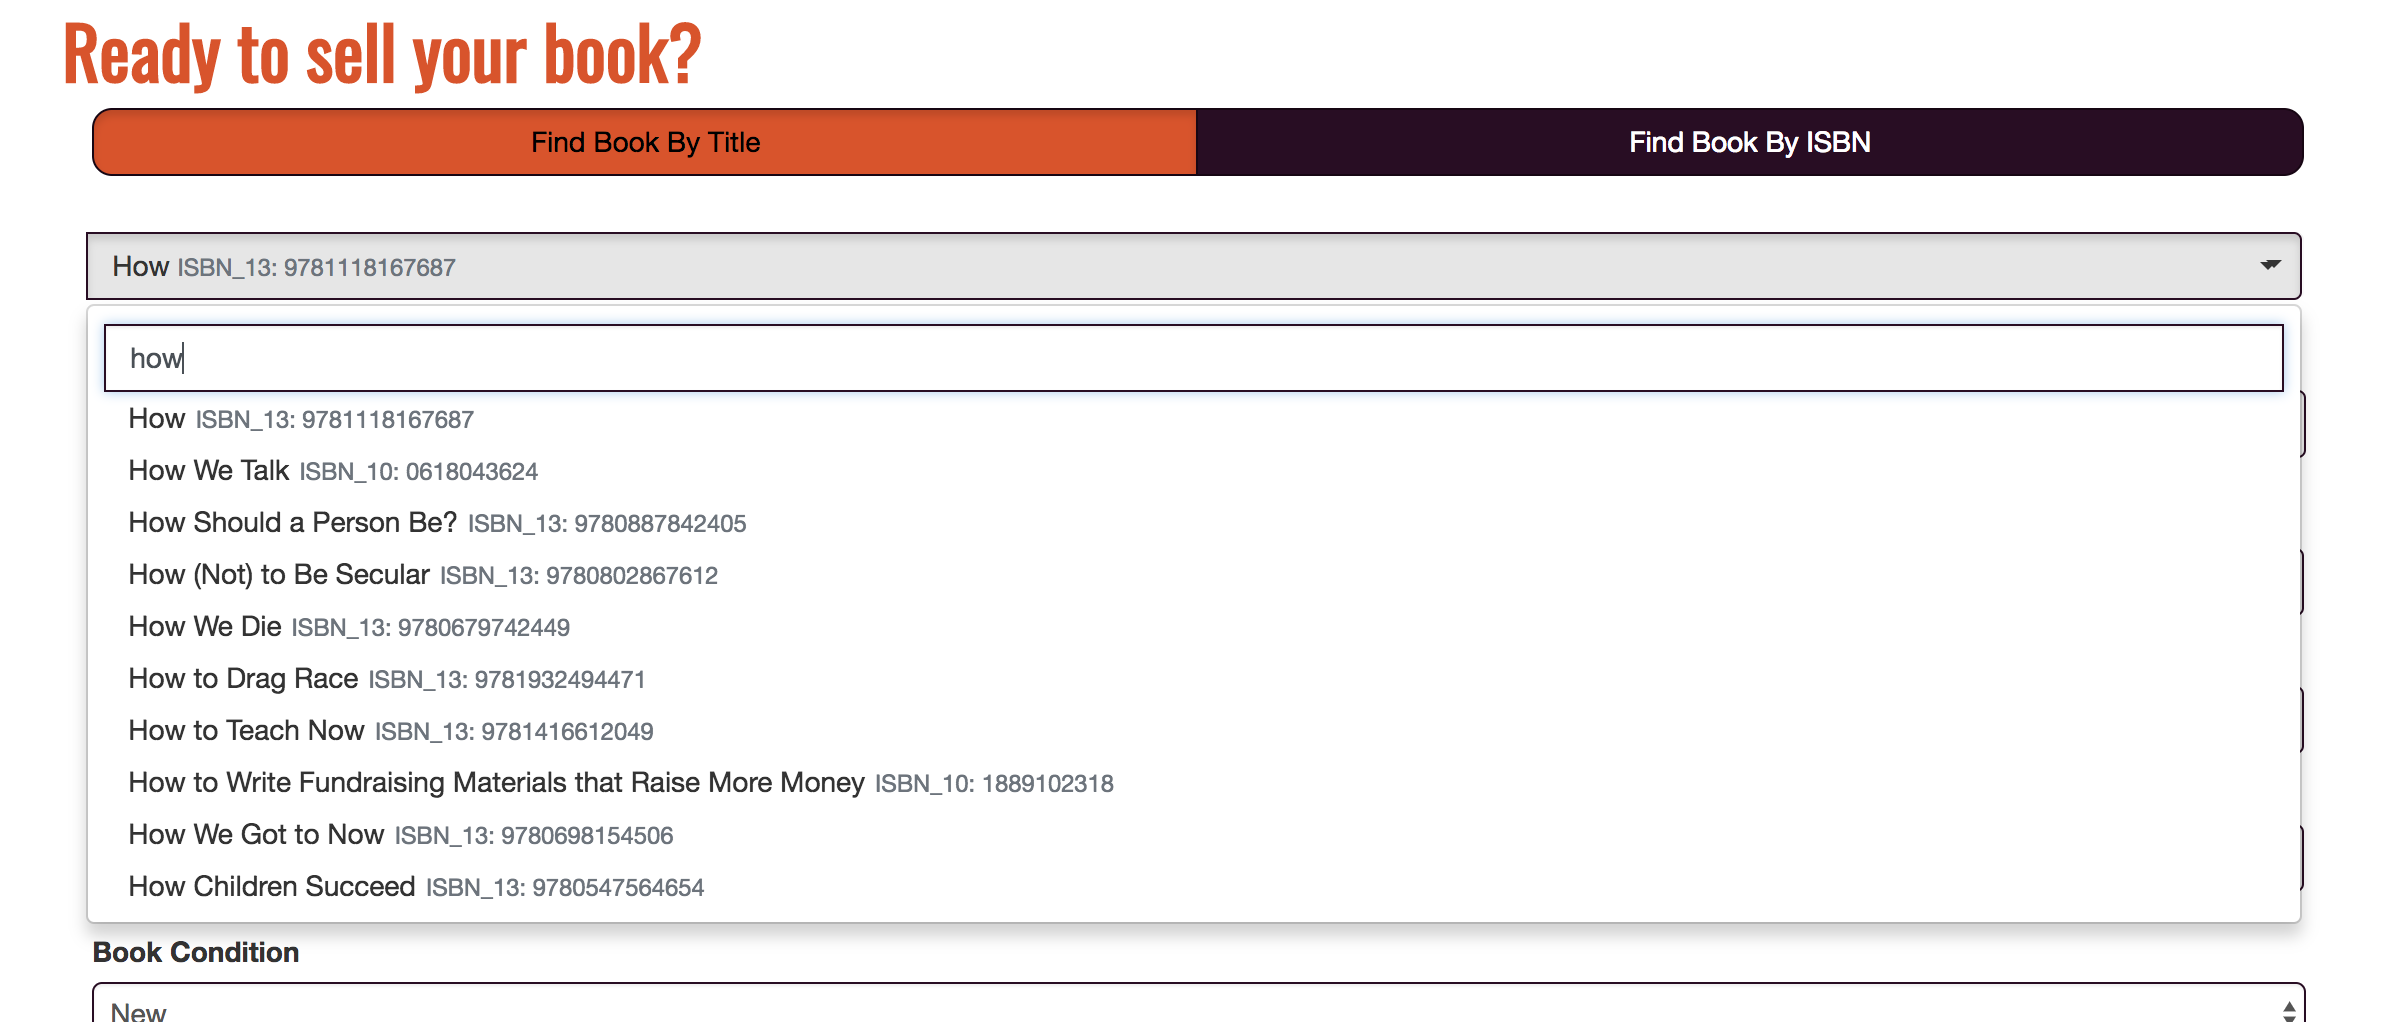 Ready to sell your book?
Find Book By Title
Find Book By ISBN
How ISBN_13: 9781118167687
how
How ISBN_13: 9781118167687
How We Talk ISBN_10: 0618043624
How Should a Person Be? ISBN_13: 9780887842405
How (Not) to Be Secular ISBN_13: 9780802867612
How We Die ISBN_13: 9780679742449
How to Drag Race ISBN_13: 9781932494471
How to Teach Now ISBN_13: 9781416612049
How to Write Fundraising Materials that Raise More Money ISBN_10: 1889102318
How We Got to Now ISBN_13: 9780698154506
How Children Succeed ISBN_13: 9780547564654
Book Condition
New